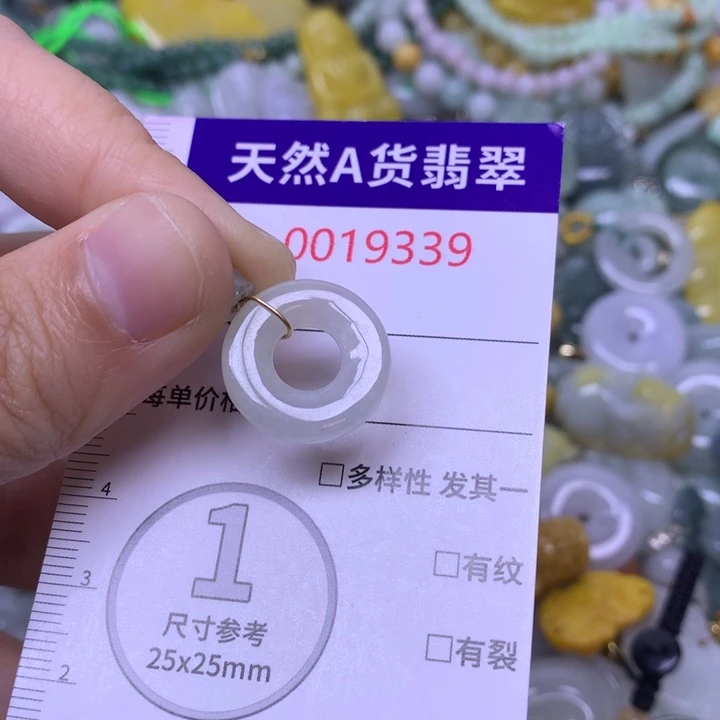 天然A货翡翠
0019339
每单价格
□多样性 发其一
□有纹
□有裂
4
3
2
1
尺寸参考
25x25mm